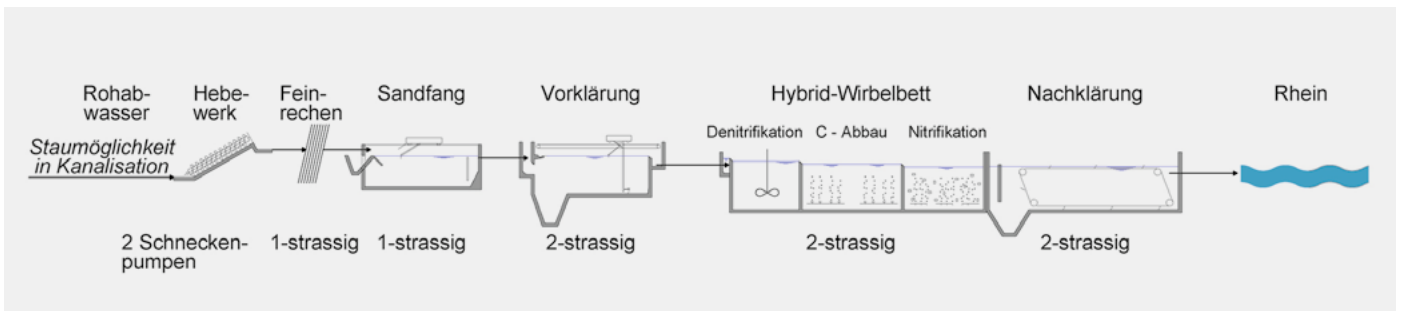 Rohab-
wasser
Hebe-
werk
Fein-
rechen
Sandfang
Vorklärung
Hybrid-Wirbelbett
Nachklärung
Rhein
Denitrifikation
C - Abbau
Nitrifikation
Staumöglichkeit
in Kanalisation
2 Schnecken-
pumpen
1-strassig
1-strassig
2-strassig
2-strassig
2-strassig